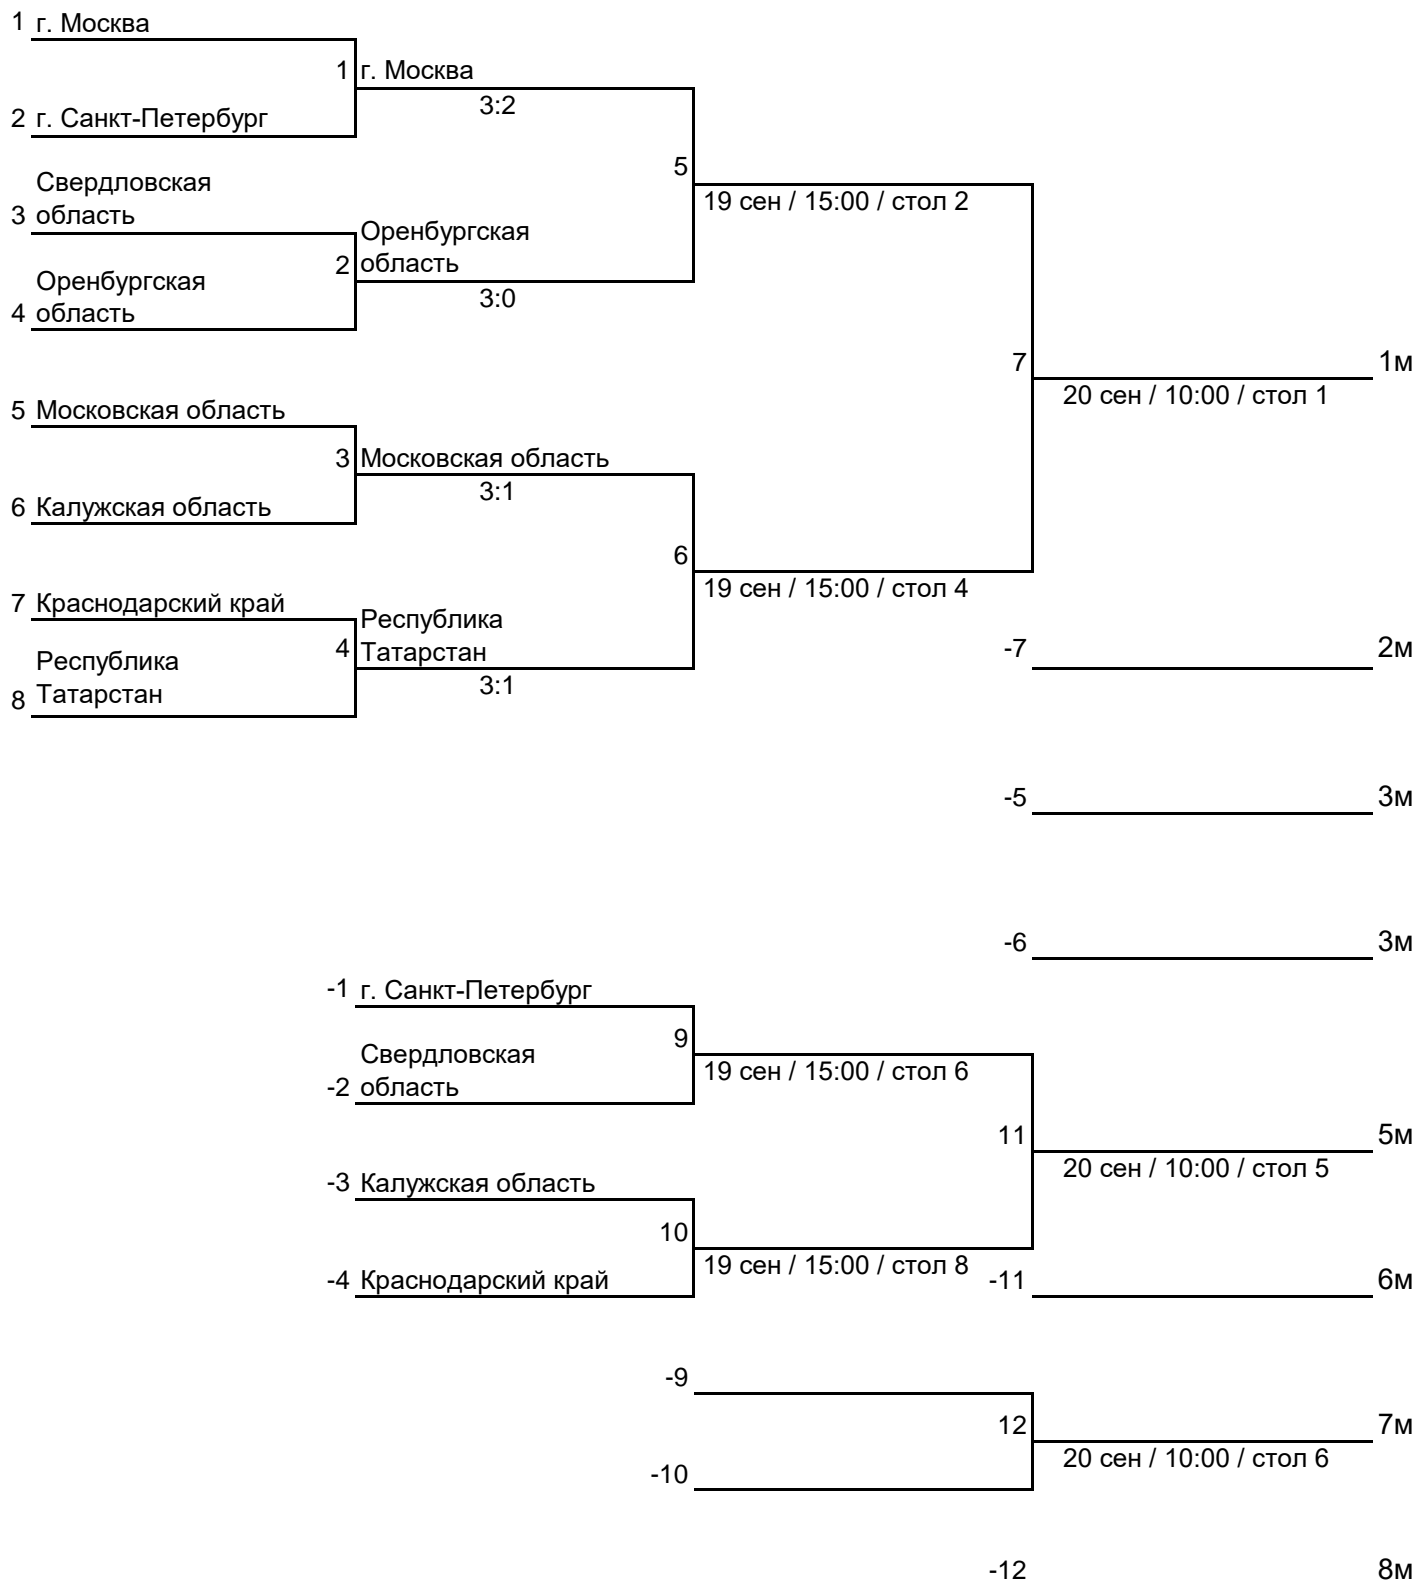 1 г. Москва
1 г. Москва
3:2
2 г. Санкт-Петербург
5
Свердловская
3 область
19 сен / 15:00 / стол 2
Оренбургская
2 область
3:0
Оренбургская
4 область
7
1м
20 сен / 10:00 / стол 1
5 Московская область
3 Московская область
3:1
6 Калужская область
6
19 сен / 15:00 / стол 4
7 Краснодарский край
Республика
4 Татарстан
3:1
Республика
8 Татарстан
-7 2м
-5 3м
-6 3м
-1 г. Санкт-Петербург
9
19 сен / 15:00 / стол 6
Свердловская
-2 область
11
5м
20 сен / 10:00 / стол 5
-3 Калужская область
10
19 сен / 15:00 / стол 8
-4 Краснодарский край
-11 6м
-9
12
7м
20 сен / 10:00 / стол 6
-10
-12 8м